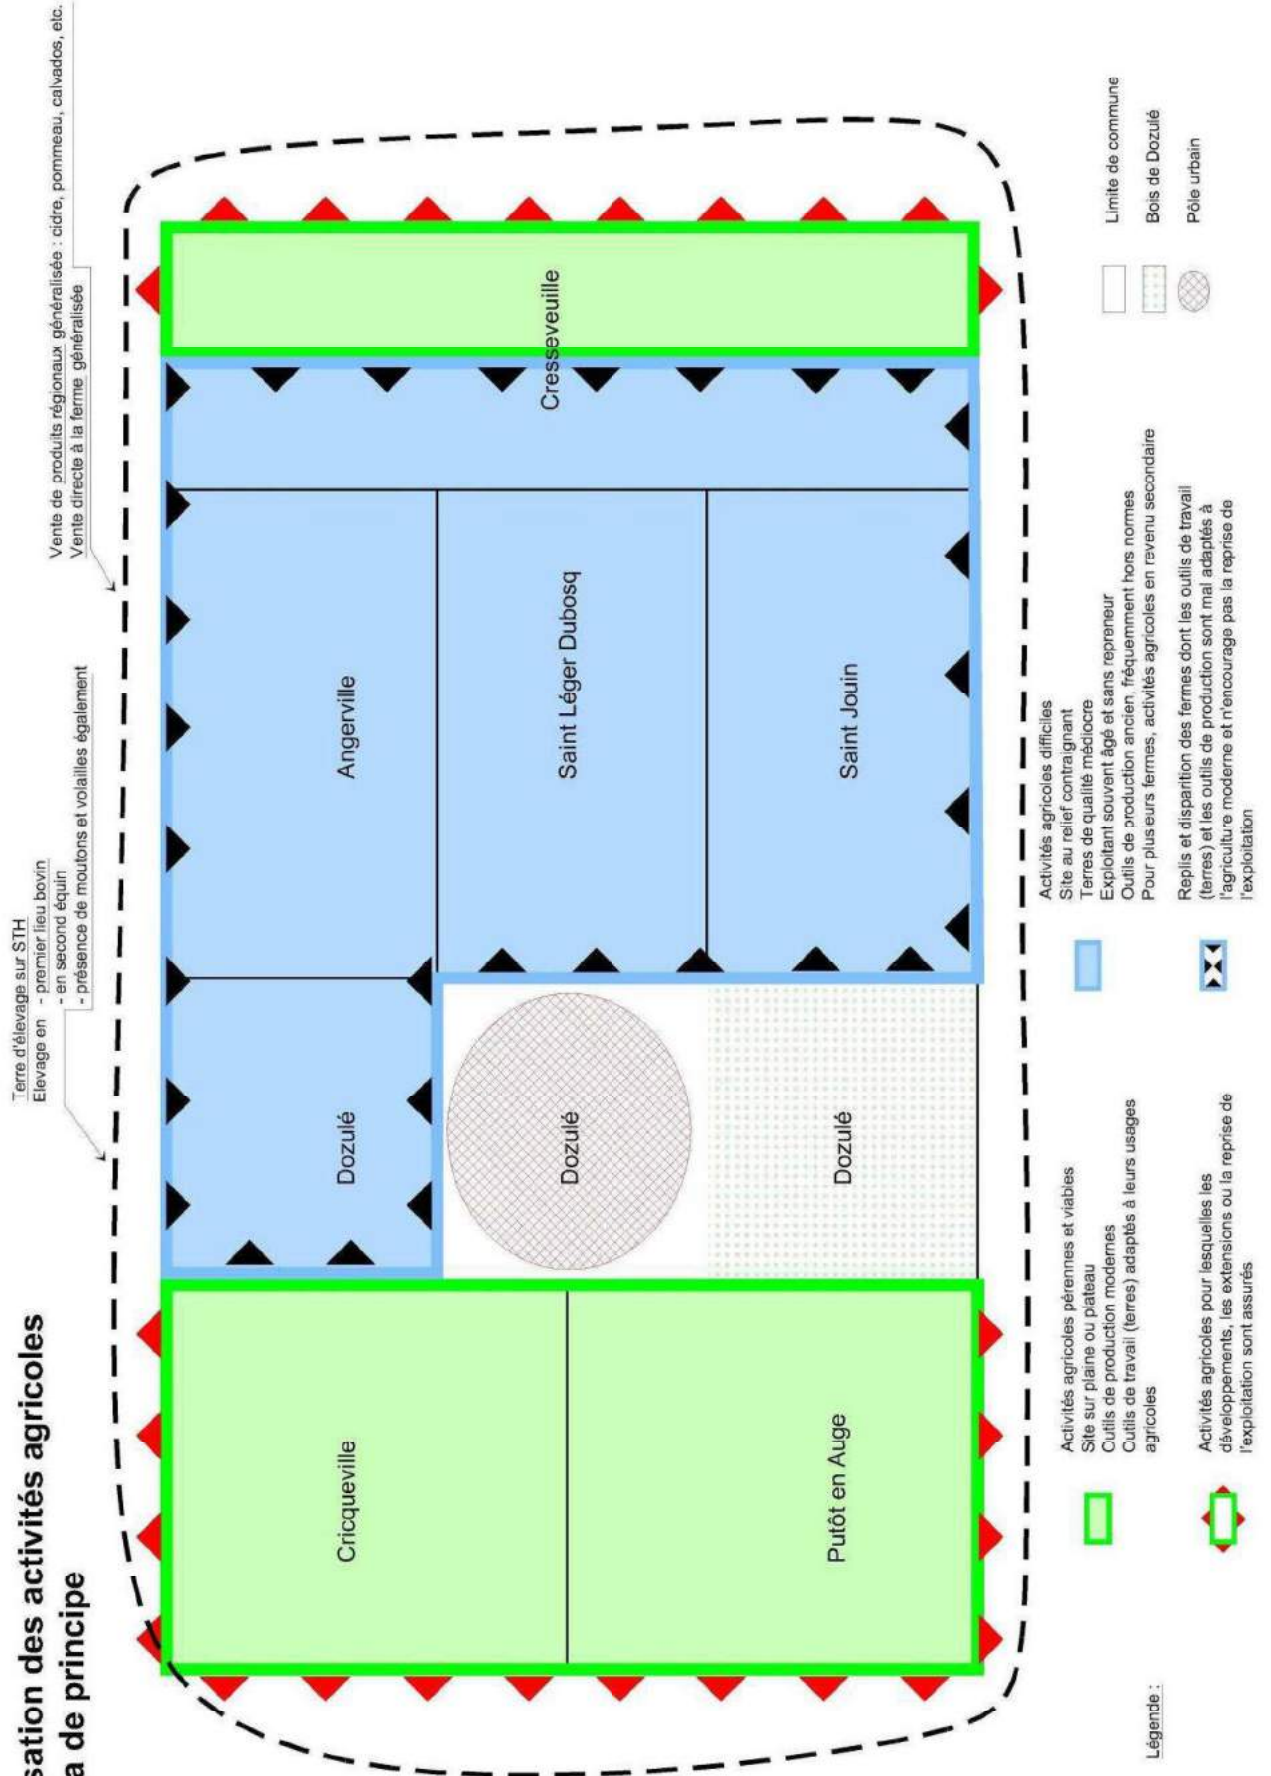 sation des activités agricoles
a de principe
Terre d'élevage sur STH
Elevage en - premier lieu bovin
- en second équin
- présence de moutons et volailles également
Vente de produits régionaux généralisée : cidre, pommeau, calvados, etc.
Vente directe à la ferme généralisée
Cricqueville
Dozulé
Angerville
Cresseveuille
Dozulé
Saint Léger Dubosq
Putôt en Auge
Dozulé
Saint Jouin
Légende :
Activités agricoles pérennes et viables
Site sur plaine ou plateau
Outils de production modernes
Outils de travail (terres) adaptés à leurs usages
agricoles
Activités agricoles pour lesquelles les
développements, les extensions ou la reprise de
l'exploitation sont assurés
Activités agricoles difficiles
Site au relief contraignant
Terres de qualité médiocre
Exploitant souvent âgé et sans repreneur
Outils de production ancien, fréquemment hors normes
Pour plusieurs fermes, activités agricoles en revenu secondaire
Replis et disparition des fermes dont les outils de travail
(terres) et les outils de production sont mal adaptés à
l'agriculture moderne et n'encourage pas la reprise de
l'exploitation
Limite de commune
Bois de Dozulé
Pôle urbain